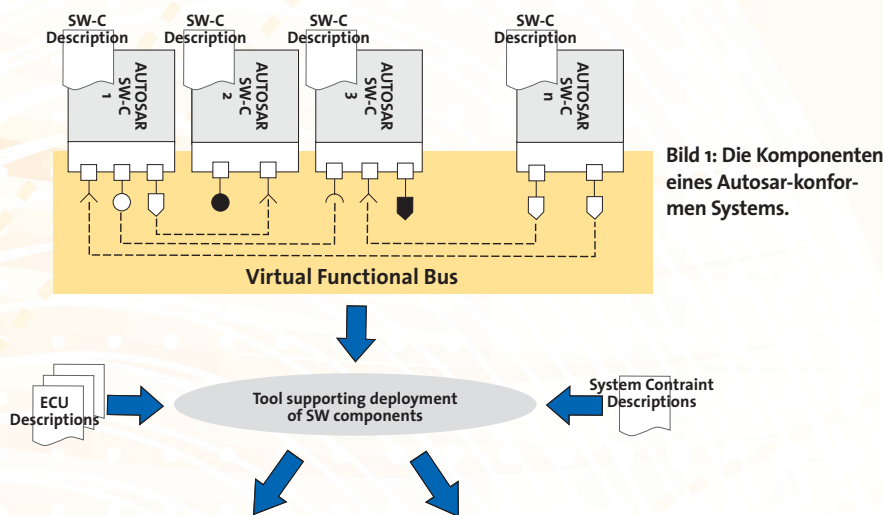 SW-C
Description
SW-C
Description
SW-C
Description
SW-C
Description
AUTOSAR
SW-C
1
AUTOSAR
SW-C
2
AUTOSAR
SW-C
3
AUTOSAR
SW-C
n
Bild 1: Die Komponenten
eines Autosar-konfor-
men Systems.
Virtual Functional Bus
ECU
Descriptions
Tool supporting deployment
of SW components
System Contraint
Descriptions